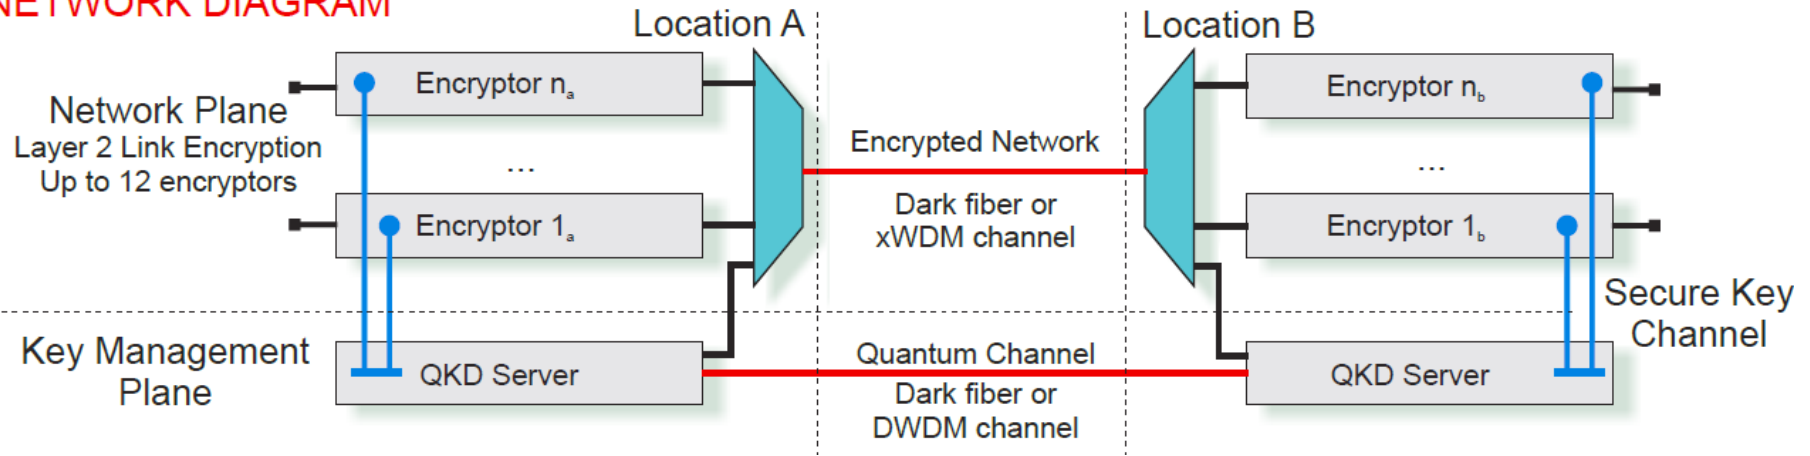 NETWORK DIAGRAM
Location A
Location B
Encryptor nₐ
Encryptor n_b
Network Plane
Layer 2 Link Encryption
Up to 12 encryptors
...
...
Encrypted Network
Dark fiber or
xWDM channel
Encryptor 1ₐ
Encryptor 1_b
Secure Key
Channel
Key Management
Plane
QKD Server
Quantum Channel
Dark fiber or
DWDM channel
QKD Server